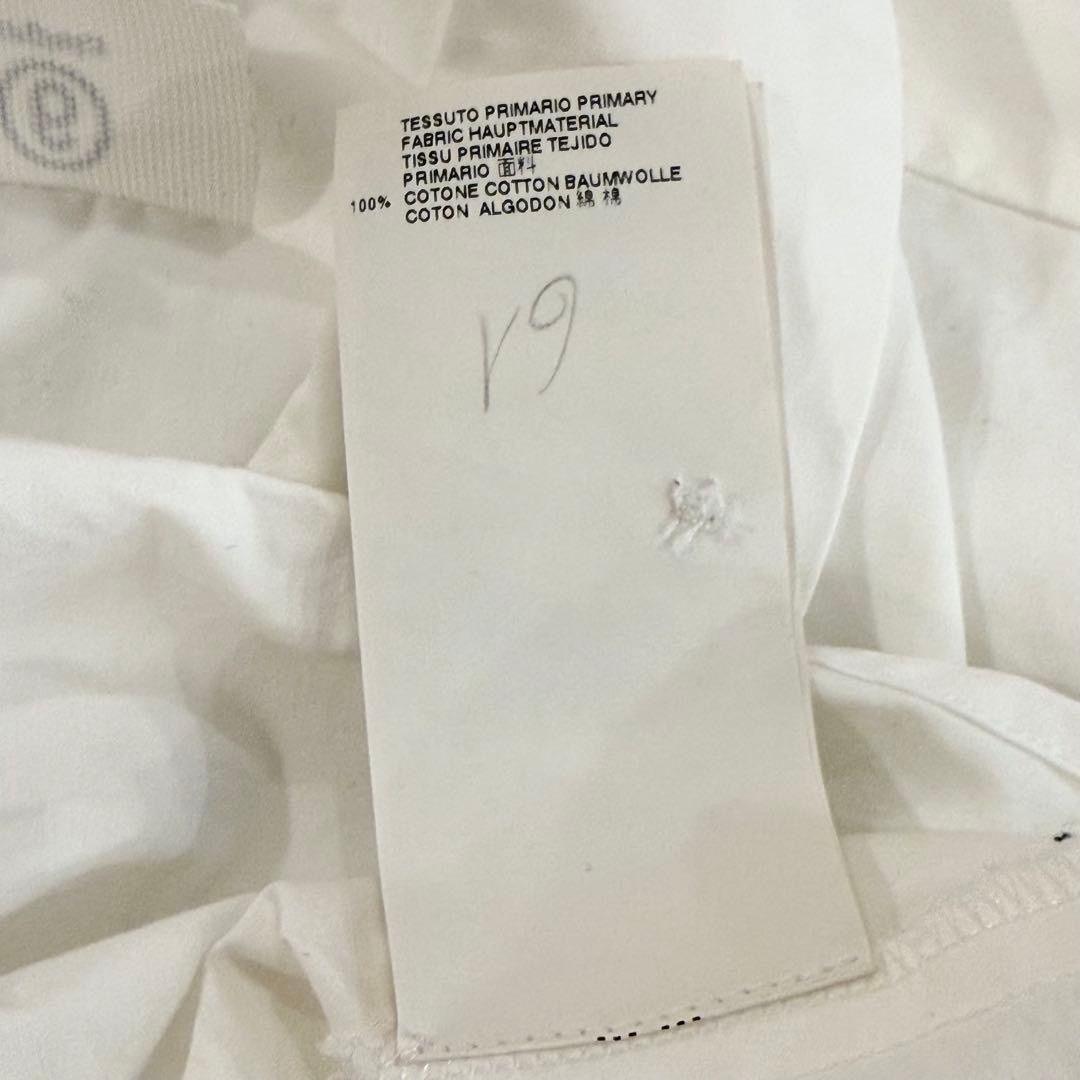 TESSUTO PRIMARIO PRIMARY
FABRIC HAUPTMATERIAL
TISSU PRIMAIRE TEJIDO
PRIMARIO 面料
100% COTONE COTTON BAUMWOLLE
COTON ALGODON 綿 棉